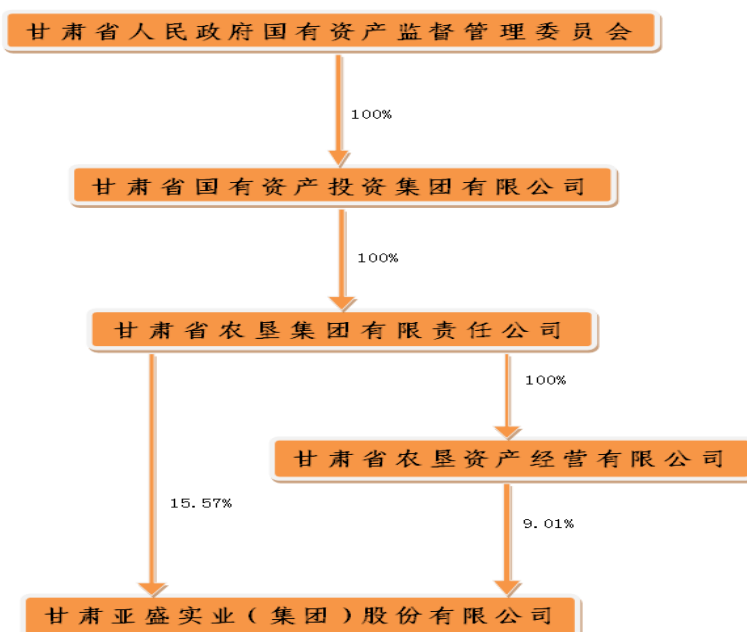 甘肃省人民政府国有资产监督管理委员会
100%
甘肃省国有资产投资集团有限公司
100%
甘肃省农垦集团有限责任公司
100%
甘肃省农垦资产经营有限公司
15.57%
9.01%
甘肃亚盛实业(集团)股份有限公司